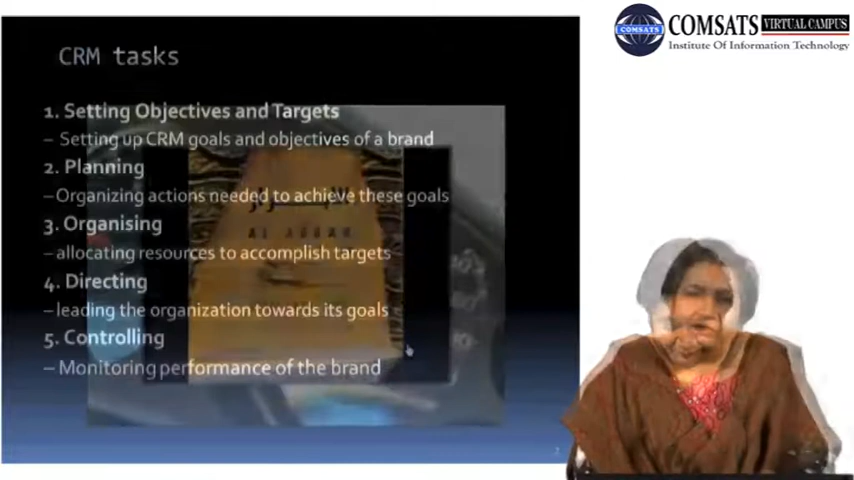 COMSATS VIRTUAL CAMPUS
Institute Of Information Technology
COMSATS
CRM tasks
1. Setting Objectives and Targets
– Setting up CRM goals and objectives of a brand
2. Planning
–Organizing actions needed to achieve these goals
3. Organising
–allocating resources to accomplish targets
4. Directing
–leading the organization towards its goals
5. Controlling
– Monitoring performance of the brand